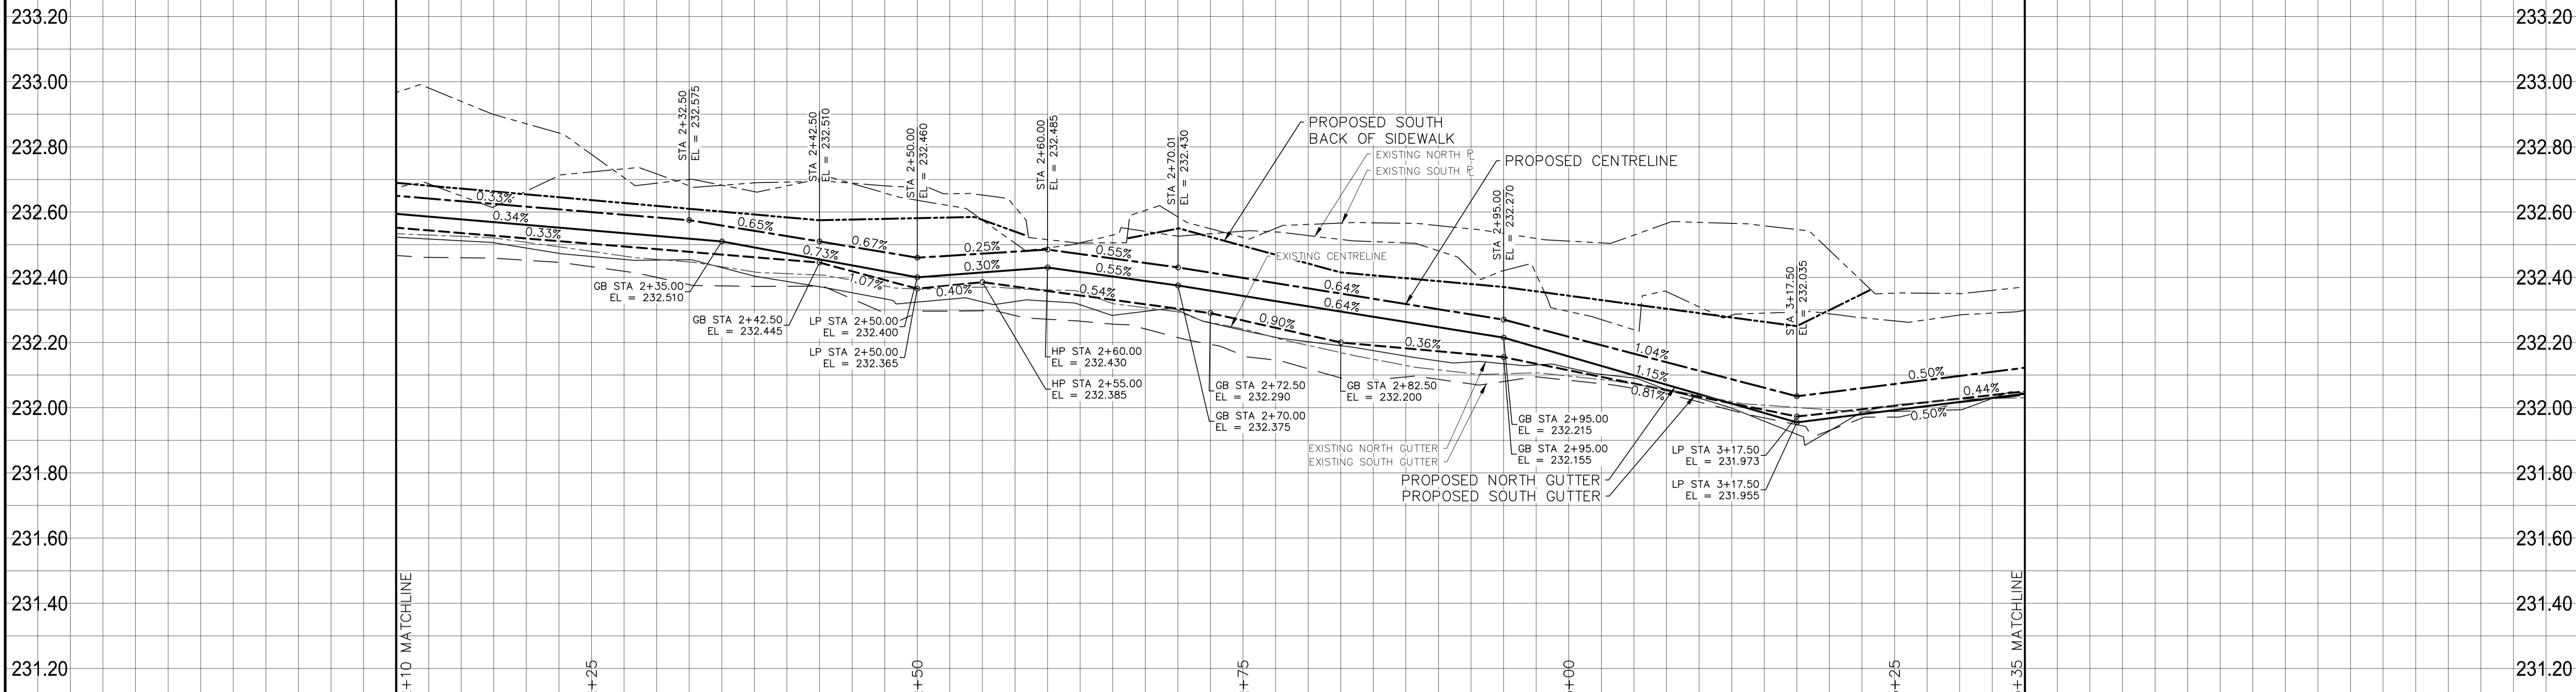 233.20
233.20
233.00
233.00
232.80
232.80
232.60
232.60
232.40
232.40
232.20
232.20
232.00
232.00
231.80
231.80
231.60
231.60
231.40
231.40
231.20
231.20
STA 2+32.50
EL = 232.575
STA 2+42.50
EL = 232.510
STA 2+50.00
EL = 232.460
STA 2+60.00
EL = 232.485
STA 2+70.01
EL = 232.430
STA 2+95.00
EL = 232.270
STA 3+17.50
EL = 232.035
PROPOSED SOUTH
BACK OF SIDEWALK
EXISTING NORTH PL
EXISTING SOUTH PL
PROPOSED CENTRELINE
EXISTING CENTRELINE
0.33%
0.34%
0.33%
0.65%
0.73%
0.67%
1.07%
0.25%
0.30%
0.40%
0.55%
0.55%
0.54%
0.64%
0.64%
0.90%
0.36%
1.04%
1.15%
0.81%
0.50%
0.44%
0.50%
GB STA 2+35.00
EL = 232.510
GB STA 2+42.50
EL = 232.445
LP STA 2+50.00
EL = 232.400
LP STA 2+50.00
EL = 232.365
HP STA 2+60.00
EL = 232.430
HP STA 2+55.00
EL = 232.385
GB STA 2+72.50
EL = 232.290
GB STA 2+70.00
EL = 232.375
GB STA 2+82.50
EL = 232.200
GB STA 2+95.00
EL = 232.215
GB STA 2+95.00
EL = 232.155
EXISTING NORTH GUTTER
EXISTING SOUTH GUTTER
PROPOSED NORTH GUTTER
PROPOSED SOUTH GUTTER
LP STA 3+17.50
EL = 231.973
LP STA 3+17.50
EL = 231.955
+10 MATCHLINE
+25
+50
+75
+00
+25
+35 MATCHLINE